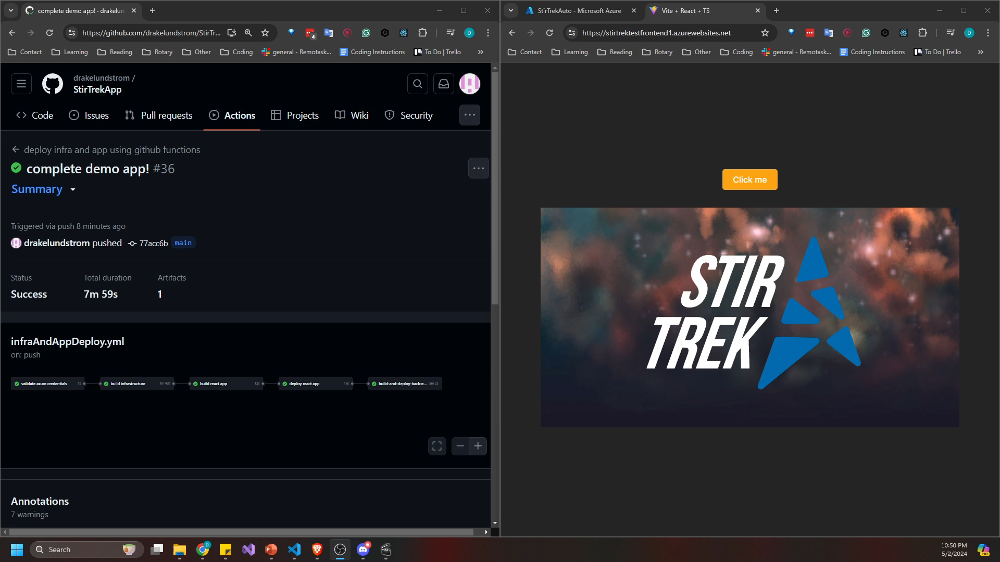 complete demo app! · drakelun
https://github.com/drakelundstrom/StirTr...
4
D
Contact
Learning
Reading
Rotary
Other
Coding
general - Remotask...
Coding Instructions
To Do | Trello
drakelundstrom /
StirTrekApp
Code
Issues
Pull requests
Actions
Projects
Wiki
Security
deploy infra and app using github functions
complete demo app! #36
Summary
Triggered via push 8 minutes ago
drakelundstrom pushed 77acc6b main
Status
Total duration
Artifacts
Success
7m 59s
1
infraAndAppDeploy.yml
on: push
validate azure credentials 7s
build infrastructure 1m 43s
build react app 12s
deploy react app 18s
build-and-deploy-back-e... 5m 2s
Annotations
7 warnings
StirTrekAuto - Microsoft Azure
Vite + React + TS
https://stirtrektestfrontend1.azurewebsites.net
D
Contact
Learning
Reading
Rotary
Other
Coding
general - Remotask...
Coding Instructions
To Do | Trello
Click me
STIR
TREK
Search
D
10:50 PM
5/2/2024
PRE